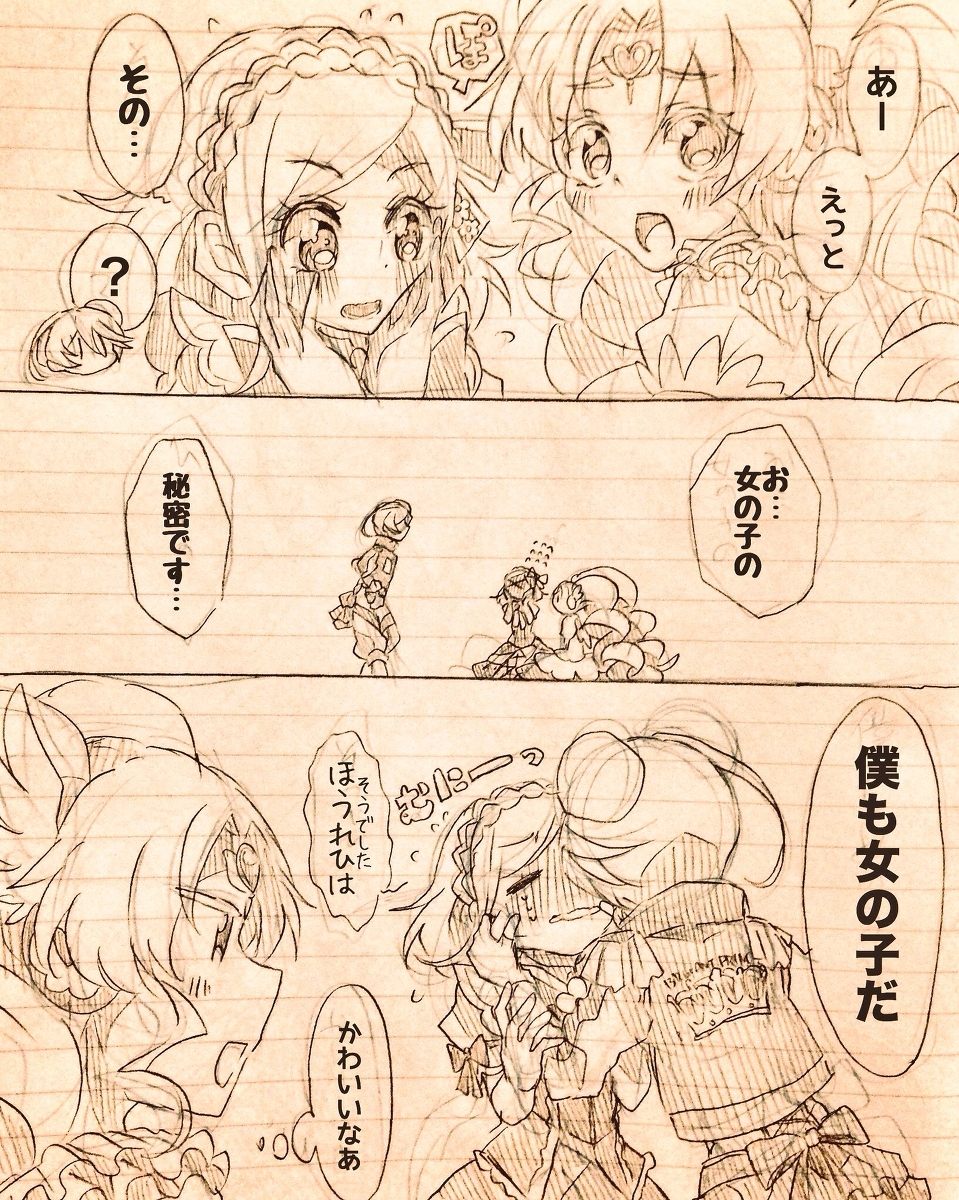 あー
えっと
ぽ
その…
？
お…
女の子の
秘密です…
僕も女の子だ
むにーっ
そうでした
ほうれひは
かわいいなぁ